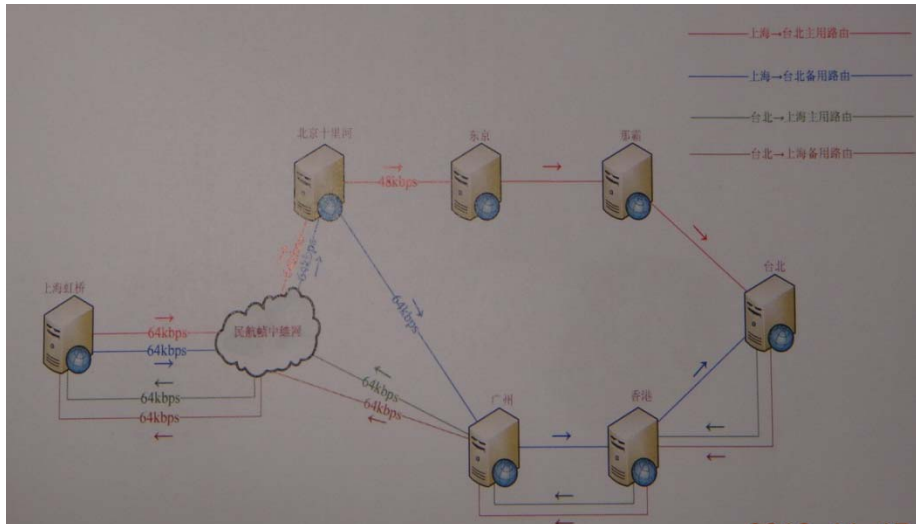 上海→台北主用路由
上海→台北备用路由
台北→上海主用路由
台北→上海备用路由
北京十里河
东京
那霸
48kbps
64kbps
台北
上海虹桥
64kbps
64kbps
64kbps
64kbps
民航帧中继网
64kbps
64kbps
64kbps
广州
香港